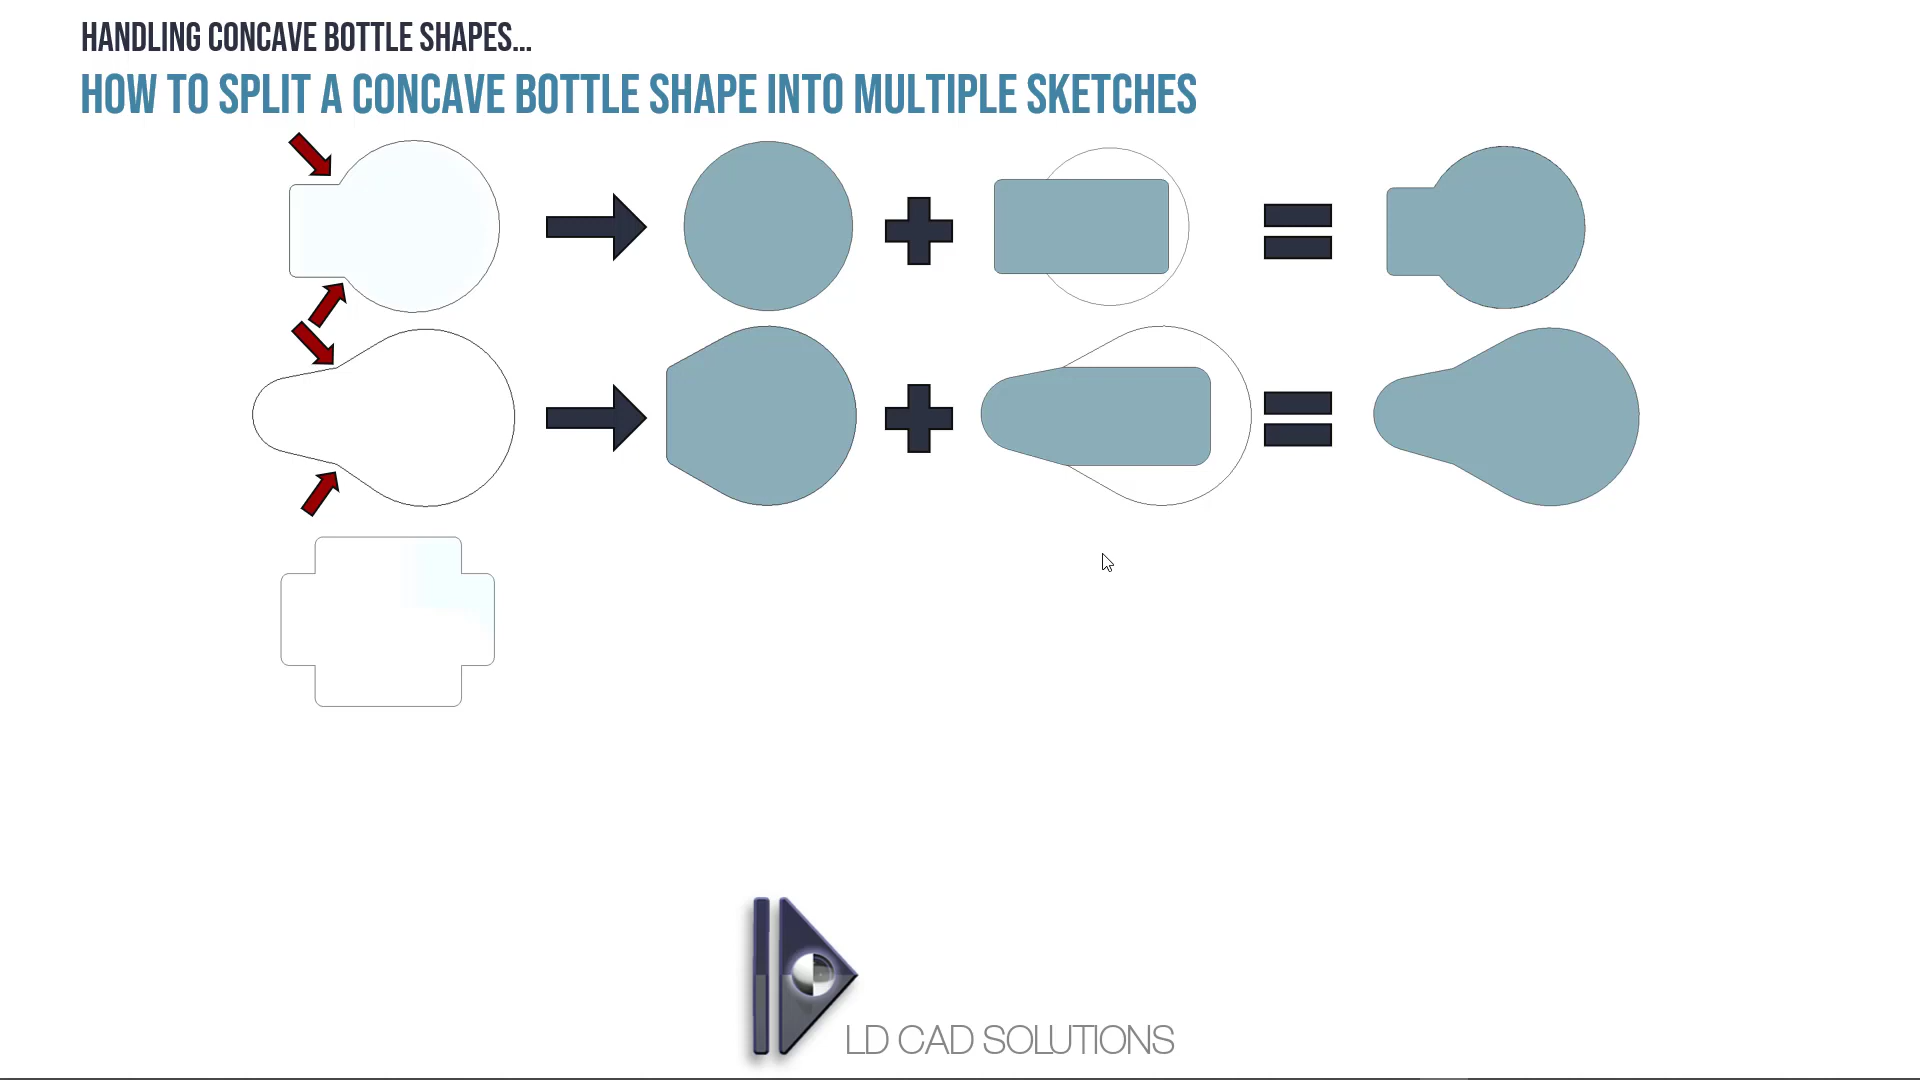 HANDLING CONCAVE BOTTLE SHAPES...
HOW TO SPLIT A CONCAVE BOTTLE SHAPE INTO MULTIPLE SKETCHES
LD CAD SOLUTIONS